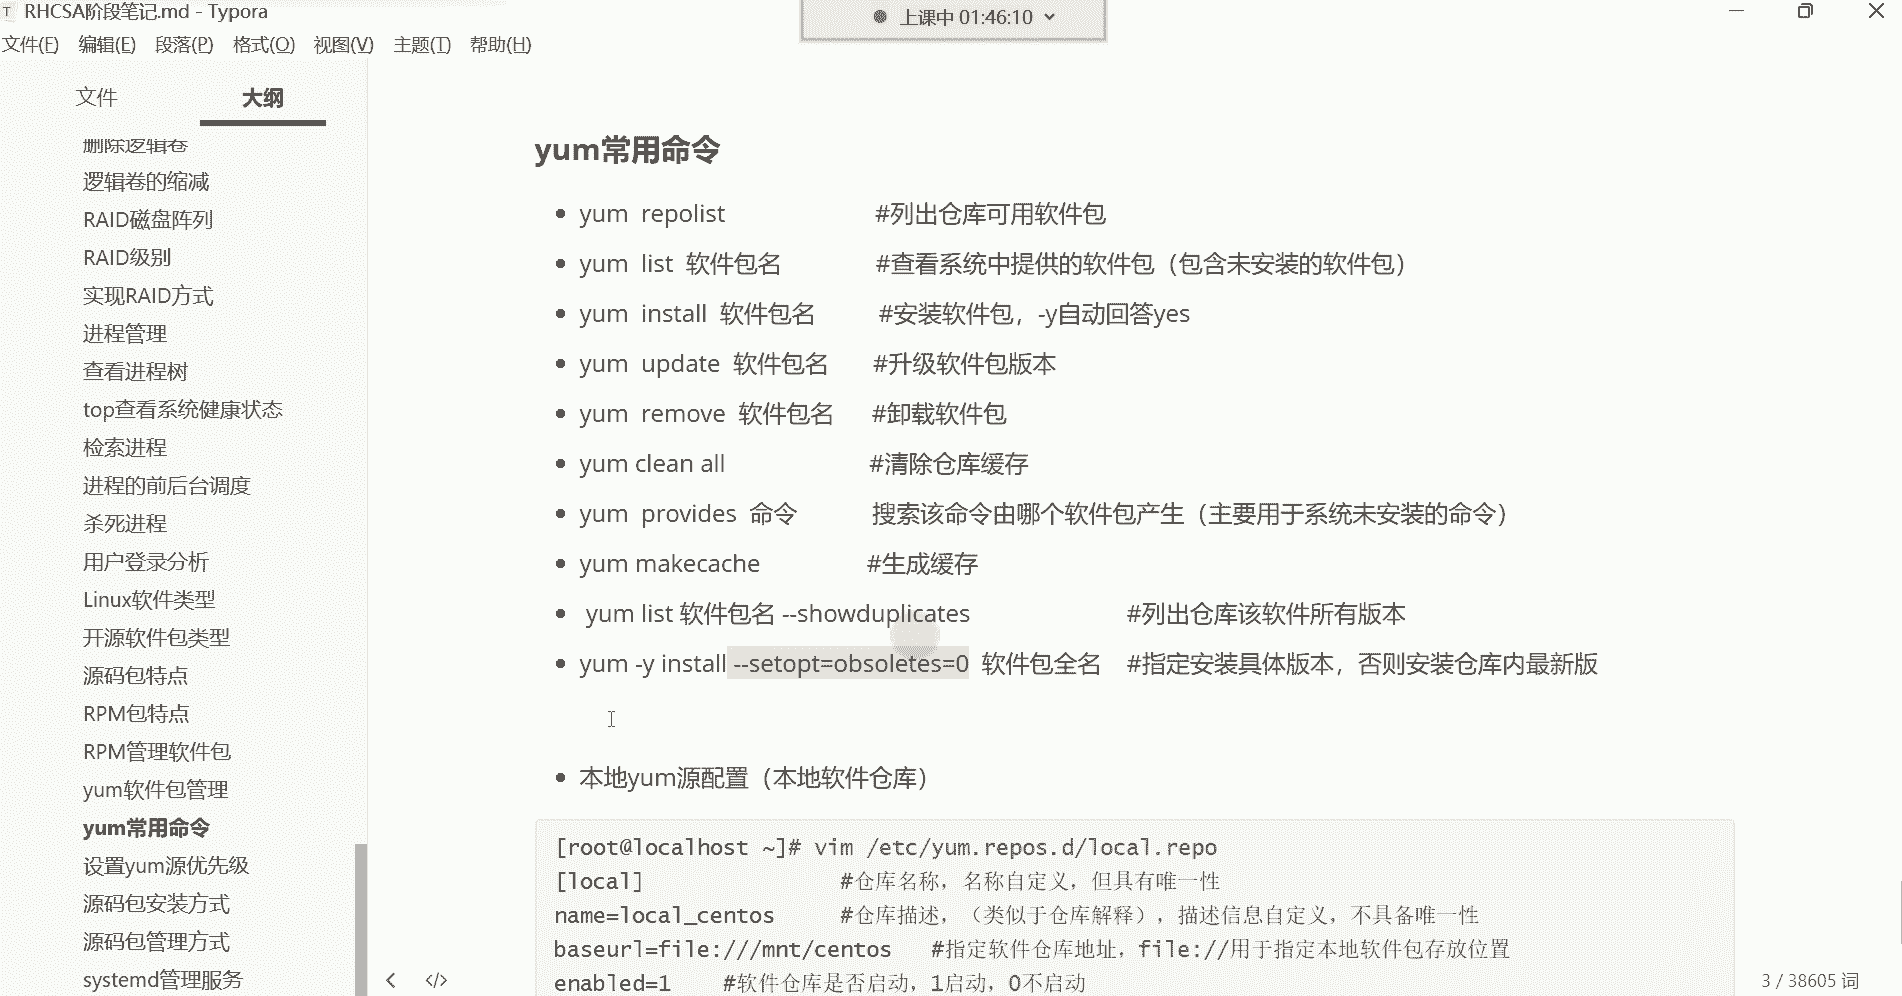 RHCSA阶段笔记.md - Typora
上课中 01:46:10
文件(F) 编辑(E) 段落(P) 格式(O) 视图(V) 主题(T) 帮助(H)
文件 大纲
删除逻辑卷
逻辑卷的缩减
RAID磁盘阵列
RAID级别
实现RAID方式
进程管理
查看进程树
top查看系统健康状态
检索进程
进程的前后台调度
杀死进程
用户登录分析
Linux软件类型
开源软件包类型
源码包特点
RPM包特点
RPM管理软件包
yum软件包管理
yum常用命令
设置yum源优先级
源码包安装方式
源码包管理方式
systemd管理服务
yum常用命令
yum repolist #列出仓库可用软件包
yum list 软件包名 #查看系统中提供的软件包（包含未安装的软件包）
yum install 软件包名 #安装软件包，-y自动回答yes
yum update 软件包名 #升级软件包版本
yum remove 软件包名 #卸载软件包
yum clean all #清除仓库缓存
yum provides 命令 搜索该命令由哪个软件包产生（主要用于系统未安装的命令）
yum makecache #生成缓存
yum list 软件包名 --showduplicates #列出仓库该软件所有版本
yum -y install --setopt=obsoletes=0 软件包全名 #指定安装具体版本，否则安装仓库内最新版
本地yum源配置（本地软件仓库）
[root@localhost ~]# vim /etc/yum.repos.d/local.repo
[local] #仓库名称，名称自定义，但具有唯一性
name=local_centos #仓库描述，（类似于仓库解释），描述信息自定义，不具备唯一性
baseurl=file:///mnt/centos #指定软件仓库地址，file://用于指定本地软件包存放位置
enabled=1 #软件仓库是否启动，1启动，0不启动
3 / 38605 词